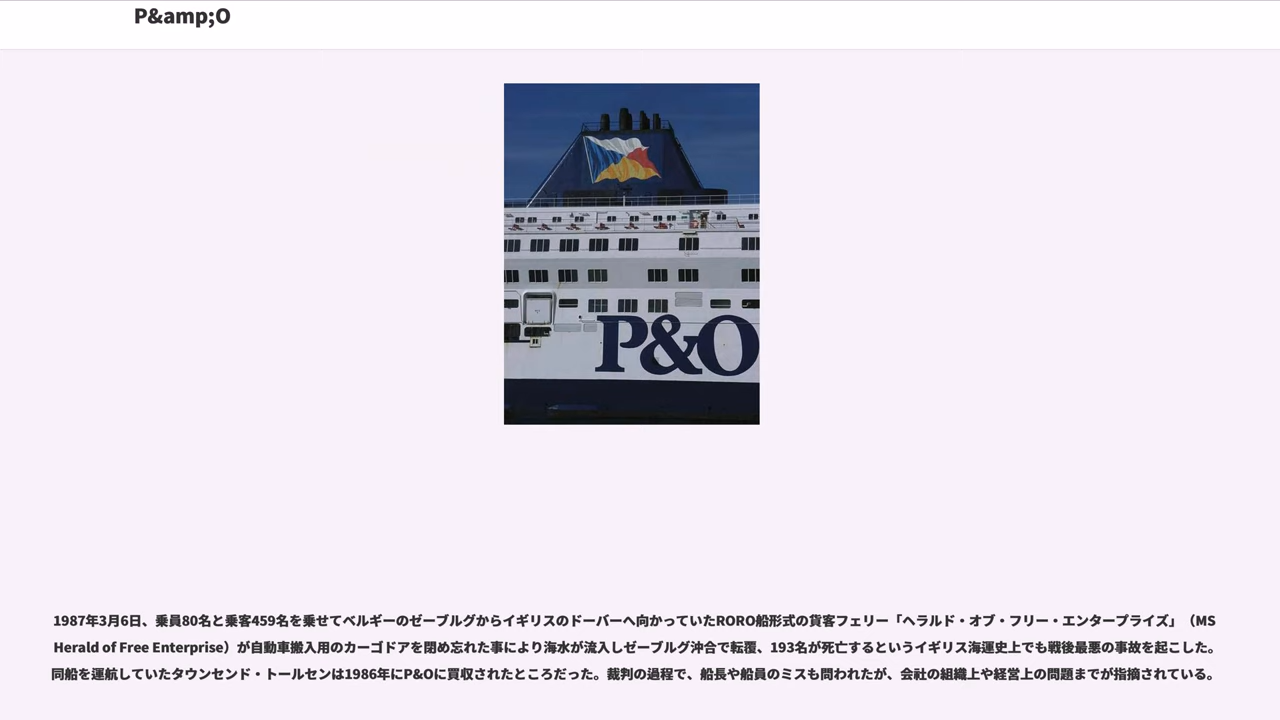 P&amp;O
P&O
1987年3月6日、乗員80名と乗客459名を乗せてベルギーのゼーブルグからイギリスのドーバーへ向かっていたRORO船形式の貨客フェリー「ヘラルド・オブ・フリー・エンタープライズ」（MS
Herald of Free Enterprise）が自動車搬入用のカーゴドアを閉め忘れた事により海水が流入しゼーブルグ沖合で転覆、193名が死亡するというイギリス海運史上でも戦後最悪の事故を起こした。
同船を運航していたタウンセンド・トールセンは1986年にP&Oに買収されたところだった。裁判の過程で、船長や船員のミスも問われたが、会社の組織上や経営上の問題までが指摘されている。